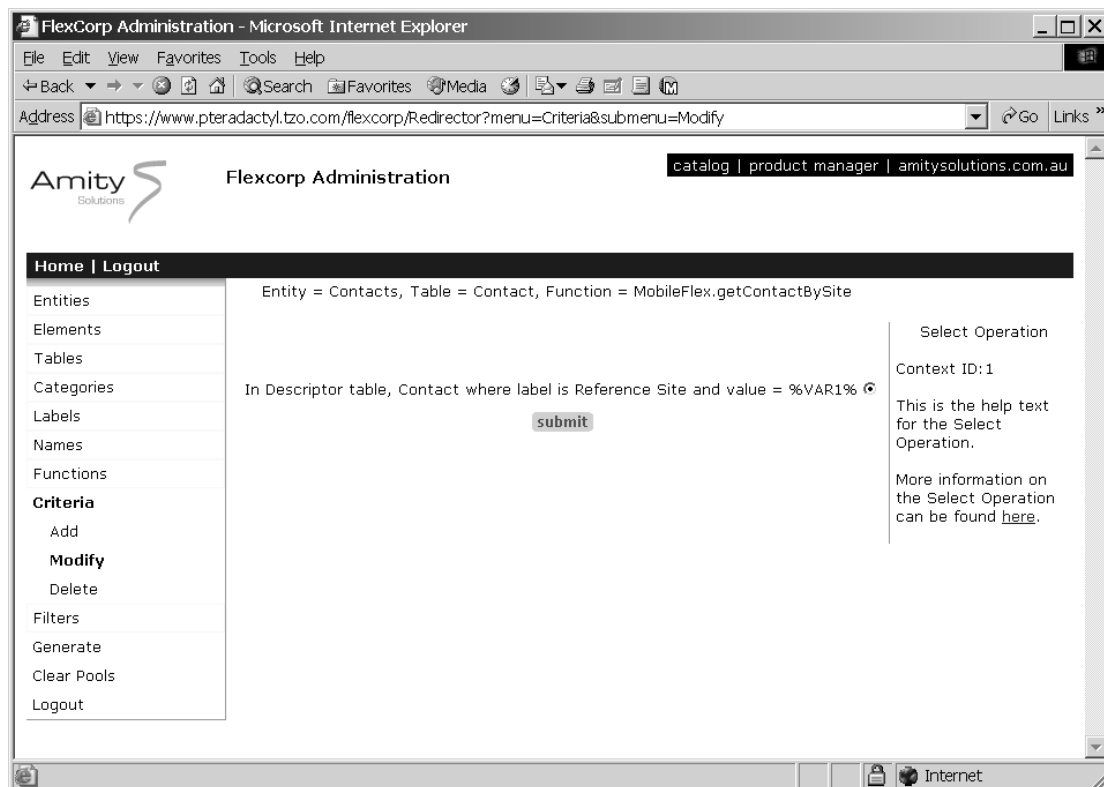 FlexCorp Administration - Microsoft Internet Explorer
File Edit View Favorites Tools Help
Back Search Favorites Media
Address https://www.pteradactyl.tzo.com/flexcorp/Redirector?menu=Criteria&submenu=Modify Go Links »
Amity
Solutions
Flexcorp Administration
catalog | product manager | amitysolutions.com.au
Home | Logout
Entities
Elements
Tables
Categories
Labels
Names
Functions
Criteria
Add
Modify
Delete
Filters
Generate
Clear Pools
Logout
Entity = Contacts, Table = Contact, Function = MobileFlex.getContactBySite
In Descriptor table, Contact where label is Reference Site and value = %VAR1%
submit
Select Operation
Context ID:1
This is the help text
for the Select
Operation.
More information on
the Select Operation
can be found here.
Internet